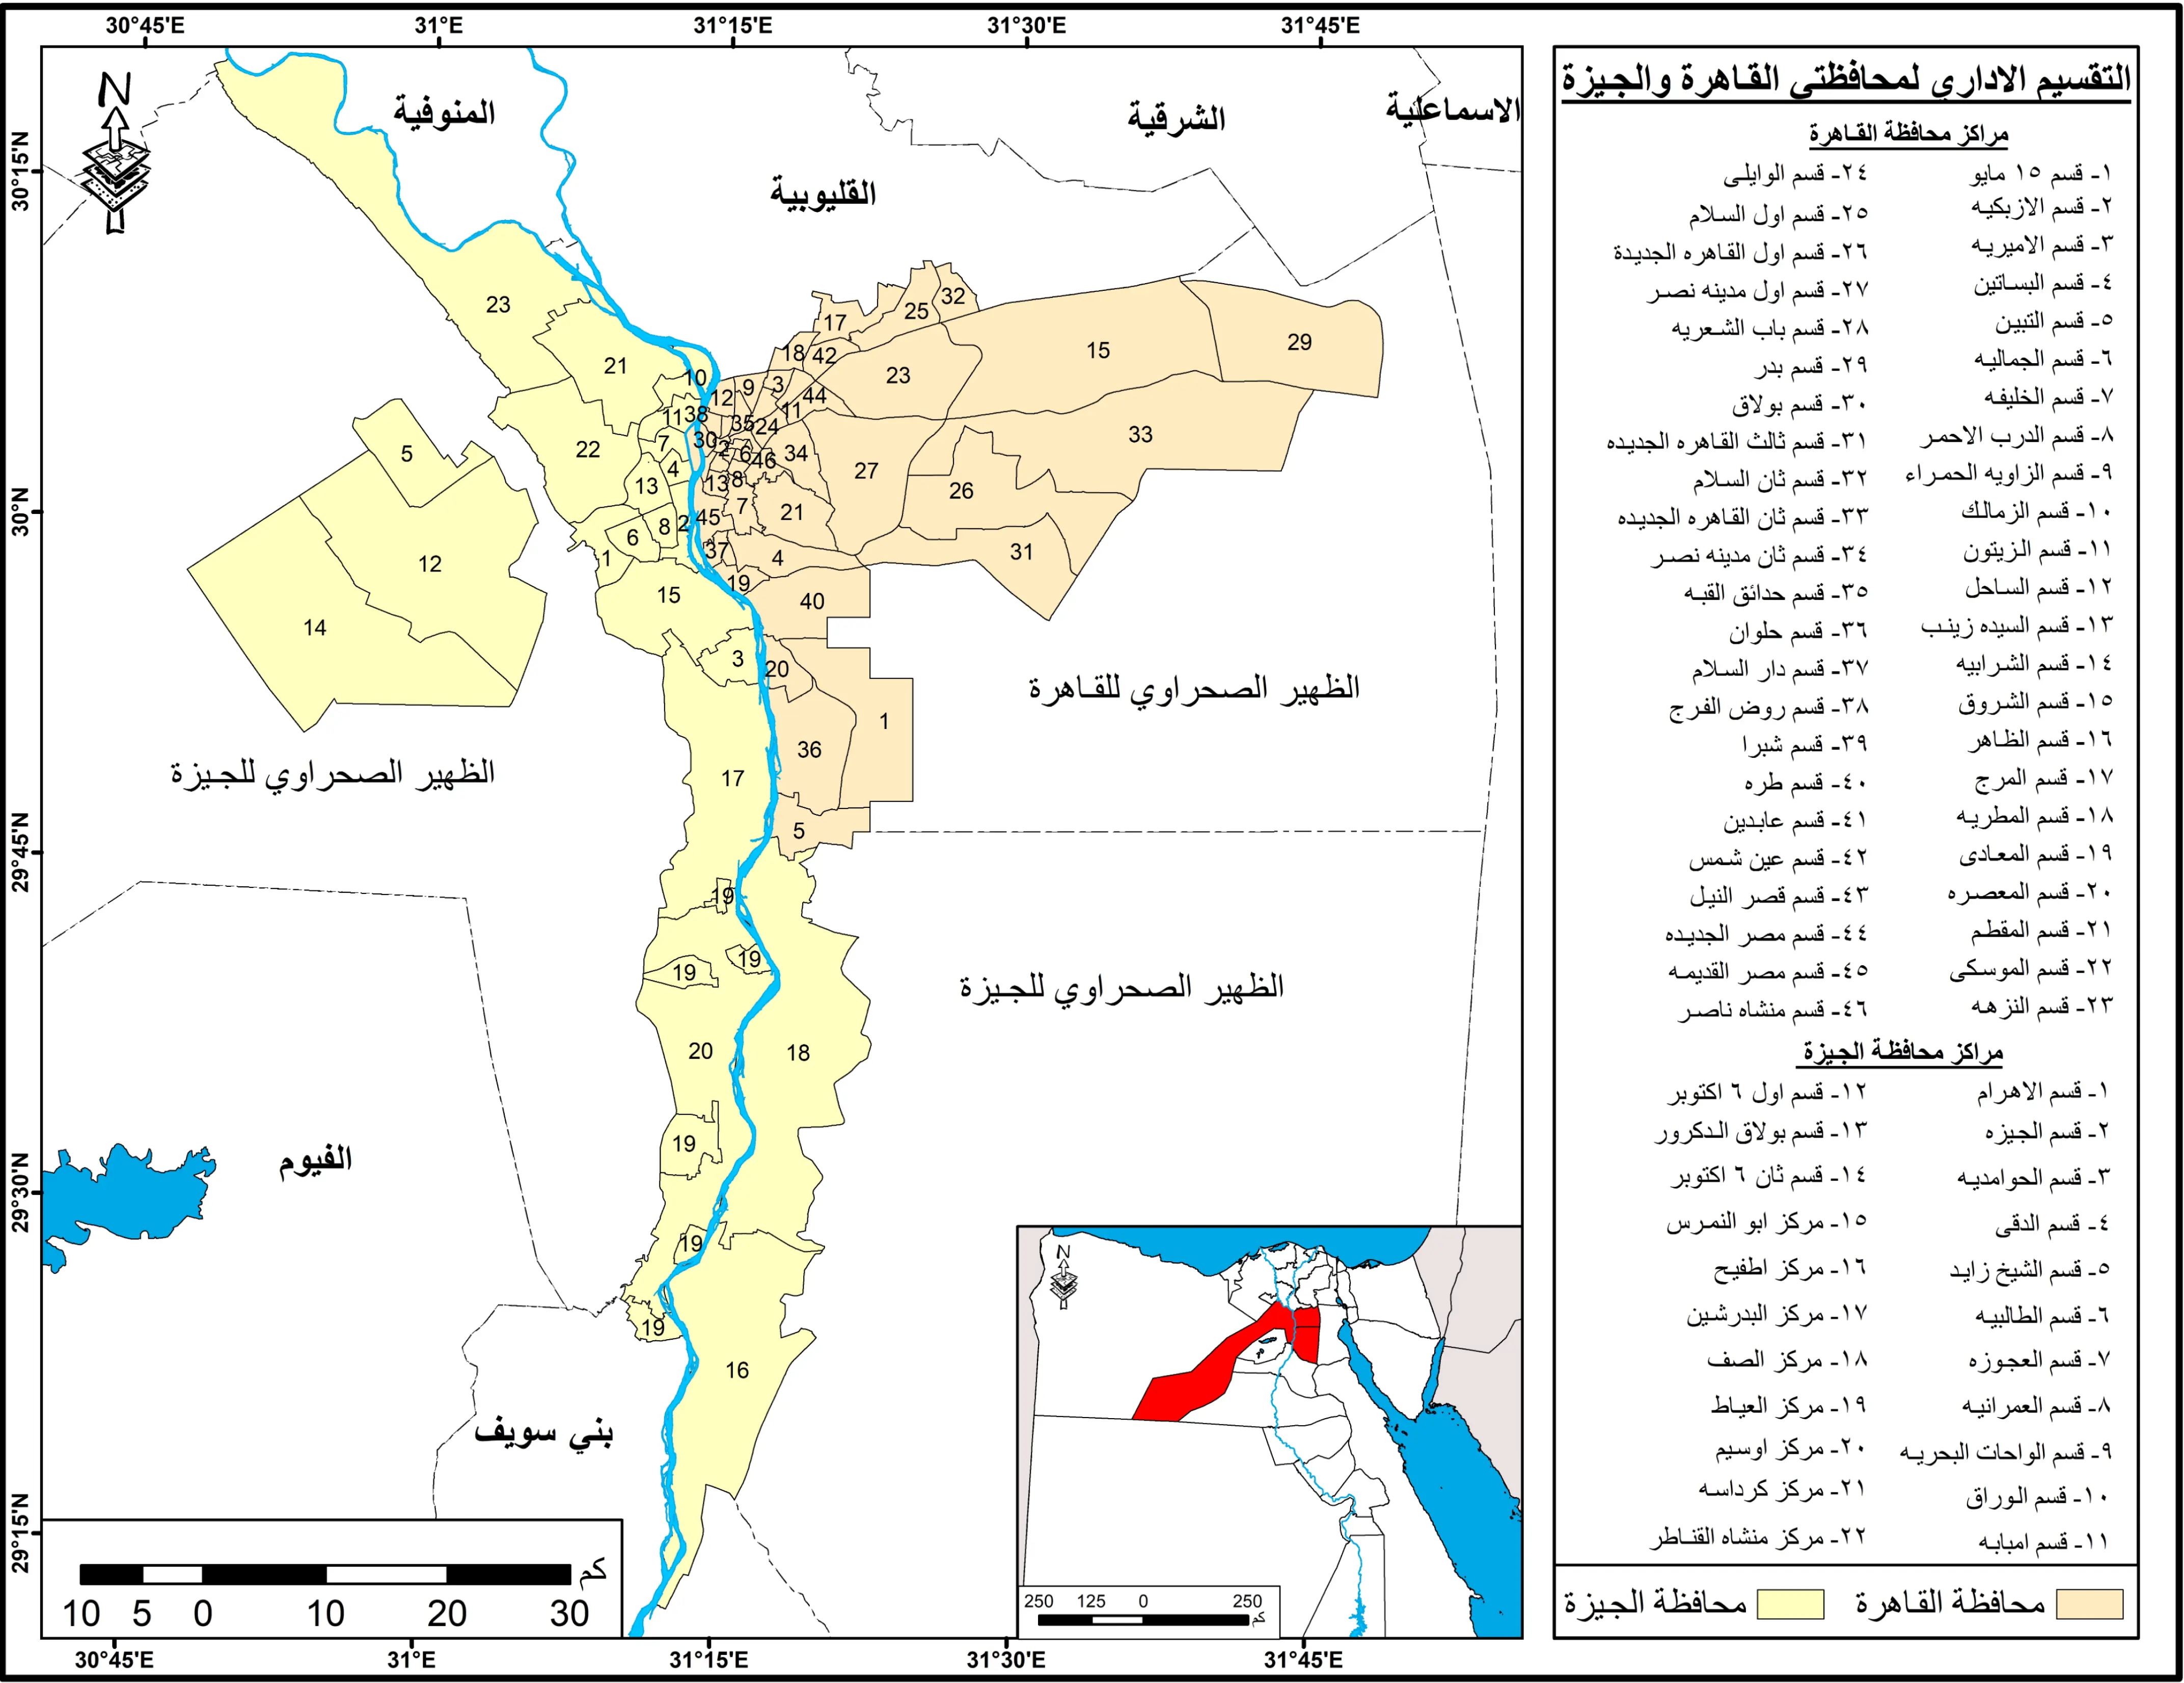 30°45'E 31°E 31°15'E 31°30'E 31°45'E
30°15'N
30°N
29°45'N
29°30'N
29°15'N
30°45'E 31°E 31°15'E 31°30'E 31°45'E
N
المنوفية
الشرقية
الاسماعلية
القليوبية
الظهير الصحراوي للقاهرة
الظهير الصحراوي للجيزة
الظهير الصحراوي للجيزة
الفيوم
بني سويف
23
21
10
11
38
22
7
4
13
5
12
14
2
8
6
1
15
3
17
19
19
19
20
18
19
19
19
16
32
25
17
18
42
15
29
23
9
3
44
12
11
35
24
30
2
6
46
34
27
33
26
13
8
7
21
45
37
4
31
19
40
20
1
36
5
كم
10 5 0 10 20 30
N
250 125 0 250
كم
التقسيم الاداري لمحافظتي القاهرة والجيزة
مراكز محافظة القاهرة
١- قسم ١٥ مايو
٢- قسم الازبكيه
٣- قسم الاميريه
٤- قسم البساتين
٥- قسم التبين
٦- قسم الجماليه
٧- قسم الخليفه
٨- قسم الدرب الاحمر
٩- قسم الزاويه الحمراء
١٠- قسم الزمالك
١١- قسم الزيتون
١٢- قسم الساحل
١٣- قسم السيده زينب
١٤- قسم الشرابيه
١٥- قسم الشروق
١٦- قسم الظاهر
١٧- قسم المرج
١٨- قسم المطريه
١٩- قسم المعادى
٢٠- قسم المعصره
٢١- قسم المقطم
٢٢- قسم الموسكى
٢٣- قسم النزهه
٢٤- قسم الوايلى
٢٥- قسم اول السلام
٢٦- قسم اول القاهره الجديدة
٢٧- قسم اول مدينه نصر
٢٨- قسم باب الشعريه
٢٩- قسم بدر
٣٠- قسم بولاق
٣١- قسم ثالث القاهره الجديده
٣٢- قسم ثان السلام
٣٣- قسم ثان القاهره الجديده
٣٤- قسم ثان مدينه نصر
٣٥- قسم حدائق القبه
٣٦- قسم حلوان
٣٧- قسم دار السلام
٣٨- قسم روض الفرج
٣٩- قسم شبرا
٤٠- قسم طره
٤١- قسم عابدين
٤٢- قسم عين شمس
٤٣- قسم قصر النيل
٤٤- قسم مصر الجديده
٤٥- قسم مصر القديمه
٤٦- قسم منشاه ناصر
مراكز محافظة الجيزة
١- قسم الاهرام
٢- قسم الجيزه
٣- قسم الحوامديه
٤- قسم الدقى
٥- قسم الشيخ زايد
٦- قسم الطالبيه
٧- قسم العجوزه
٨- قسم العمرانيه
٩- قسم الواحات البحريه
١٠- قسم الوراق
١١- قسم امبابه
١٢- قسم اول ٦ اكتوبر
١٣- قسم بولاق الدكرور
١٤- قسم ثان ٦ اكتوبر
١٥- مركز ابو النمرس
١٦- مركز اطفيح
١٧- مركز البدرشين
١٨- مركز الصف
١٩- مركز العياط
٢٠- مركز اوسيم
٢١- مركز كرداسه
٢٢- مركز منشاه القناطر
محافظة القاهرة
محافظة الجيزة